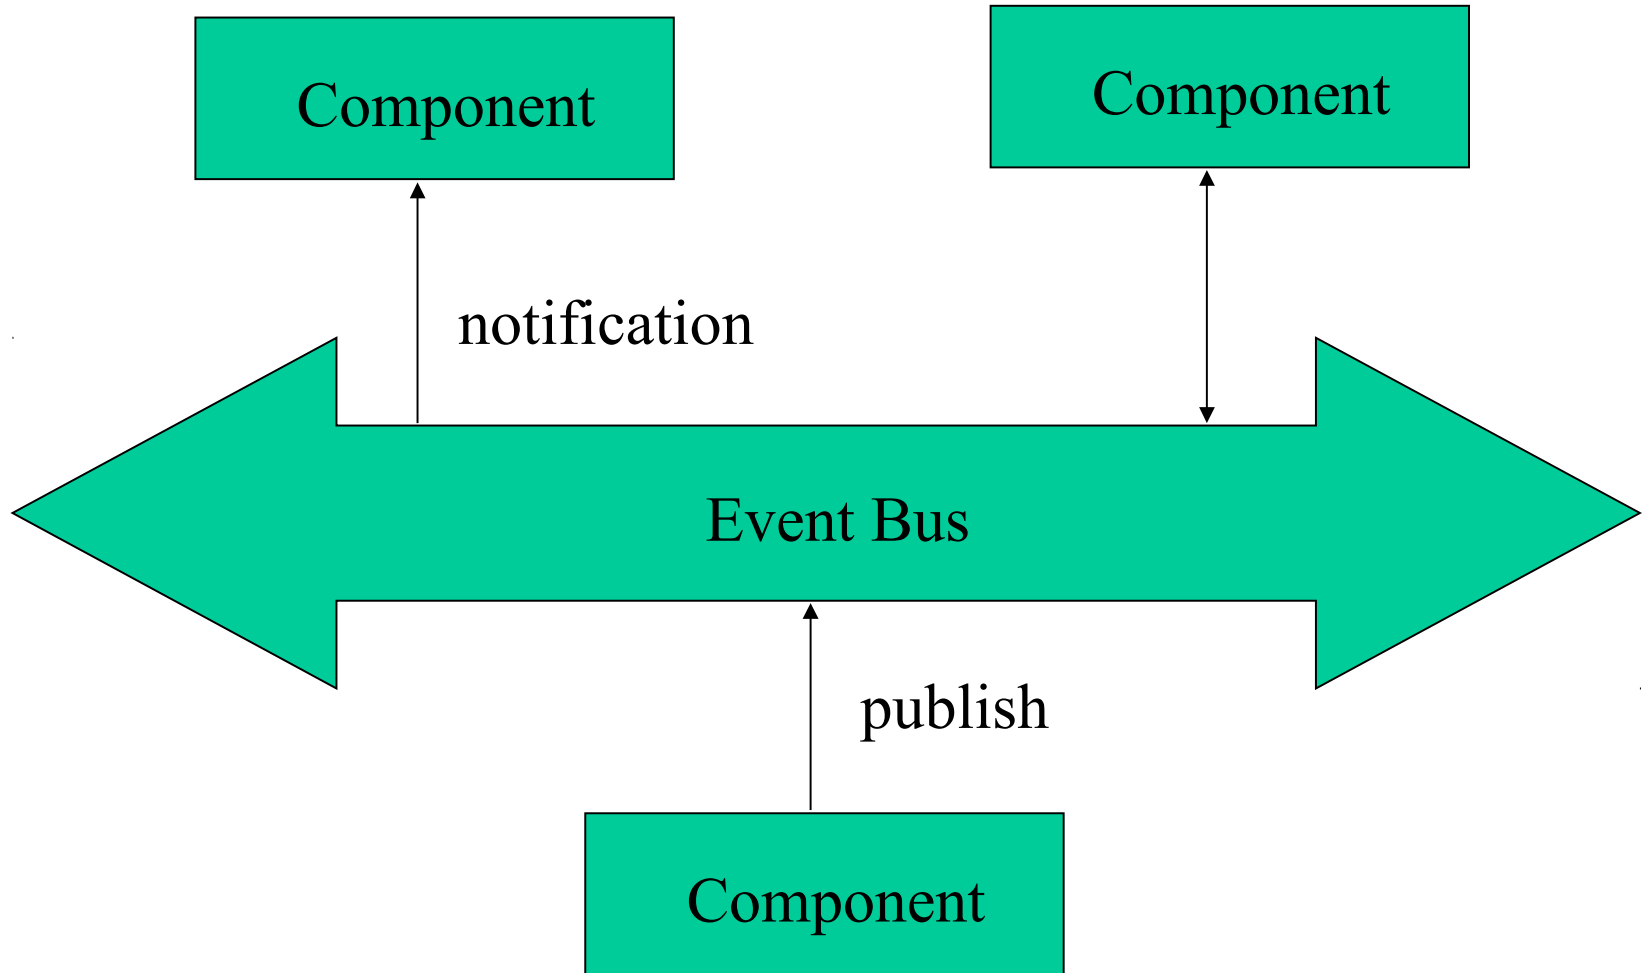 Component
Component
notification
Event Bus
publish
Component